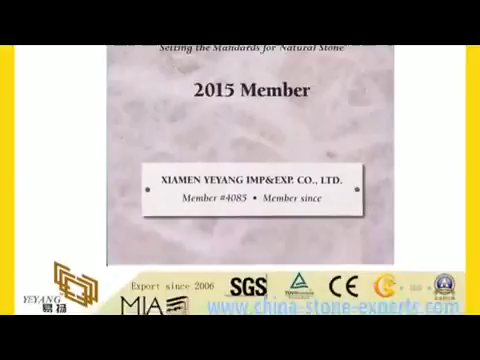 Setting the Standards for Natural Stone
2015 Member
XIAMEN YEYANG IMP&EXP. CO., LTD.
Member #4085 • Member since
YEYANG
易扬
Export since 2006
MIA
SGS
CE
www.china-stone-experts.com